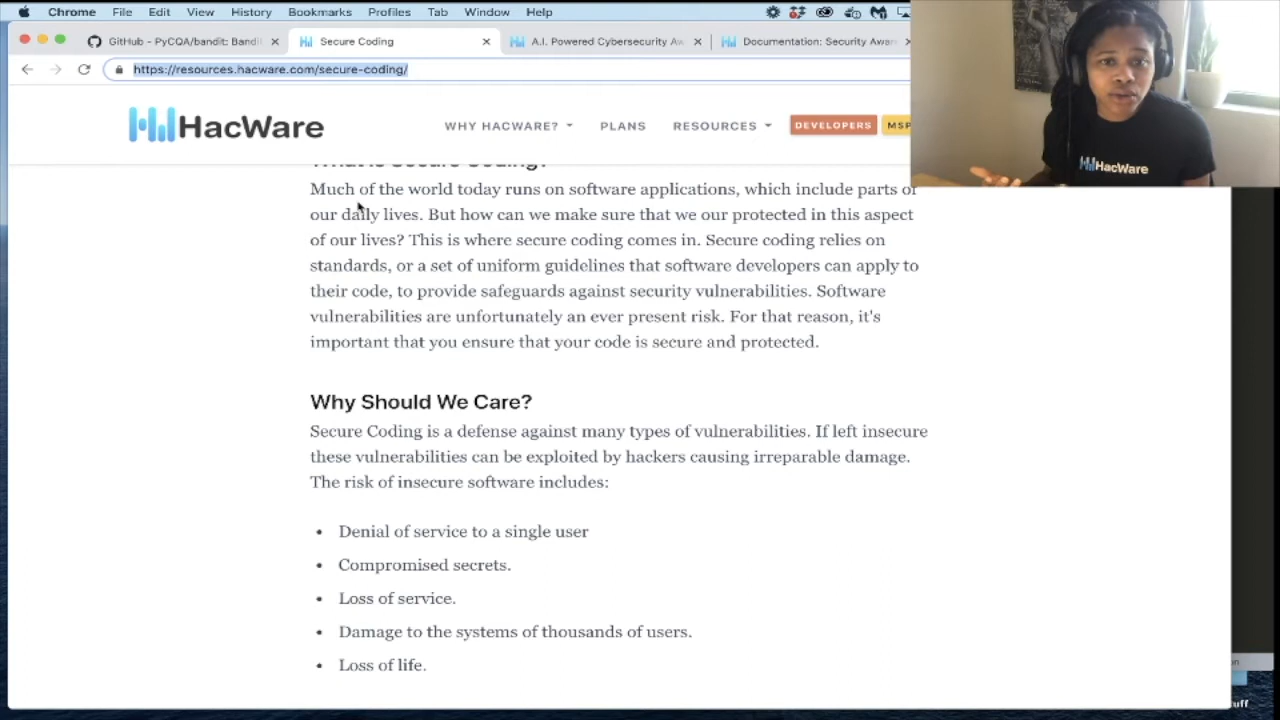 Chrome File Edit View History Bookmarks Profiles Tab Window Help
GitHub - PyCQA/bandit: Bandi
Secure Coding
A.I. Powered Cybersecurity Aw
Documentation: Security Awar
https://resources.hacware.com/secure-coding/
HacWare
WHY HACWARE?
PLANS
RESOURCES
DEVELOPERS
MSP
HacWare
What is Secure Coding?
Much of the world today runs on software applications, which include parts of
our daily lives. But how can we make sure that we our protected in this aspect
of our lives? This is where secure coding comes in. Secure coding relies on
standards, or a set of uniform guidelines that software developers can apply to
their code, to provide safeguards against security vulnerabilities. Software
vulnerabilities are unfortunately an ever present risk. For that reason, it's
important that you ensure that your code is secure and protected.
Why Should We Care?
Secure Coding is a defense against many types of vulnerabilities. If left insecure
these vulnerabilities can be exploited by hackers causing irreparable damage.
The risk of insecure software includes:
• Denial of service to a single user
• Compromised secrets.
• Loss of service.
• Damage to the systems of thousands of users.
• Loss of life.